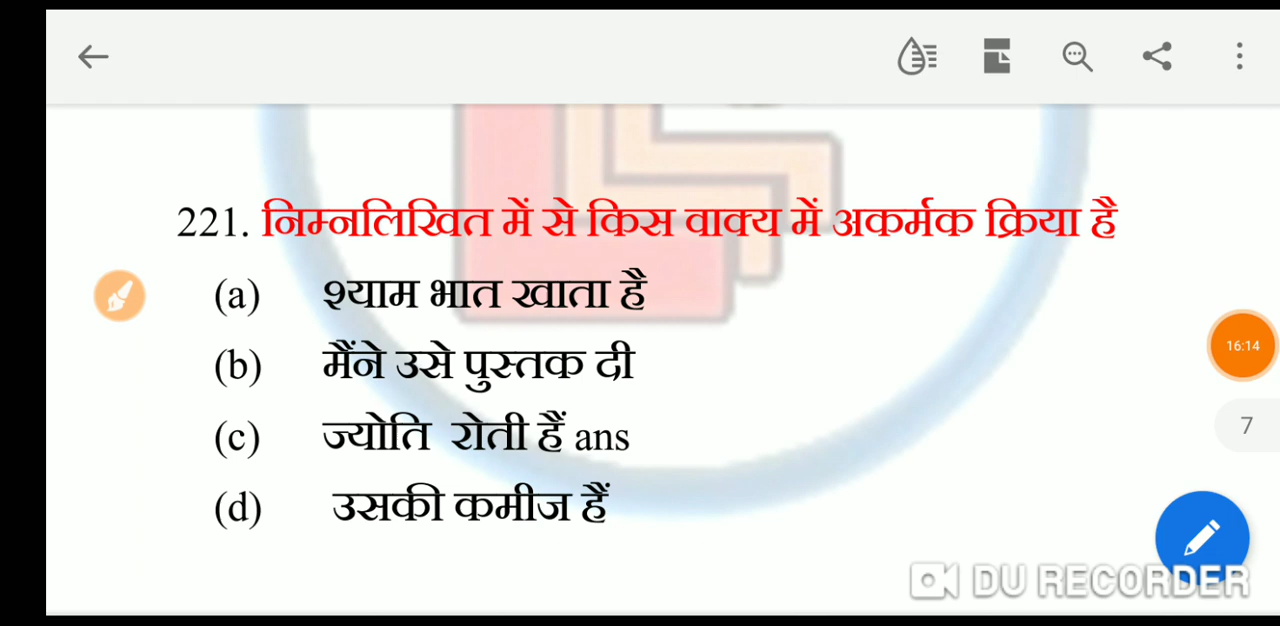 221. निम्नलिखित में से किस वाक्य में अकर्मक क्रिया है
(a) श्याम भात खाता है
(b) मैंने उसे पुस्तक दी
16:14
(c) ज्योति रोती हैं ans
7
(d) उसकी कमीज हैं
DU RECORDER